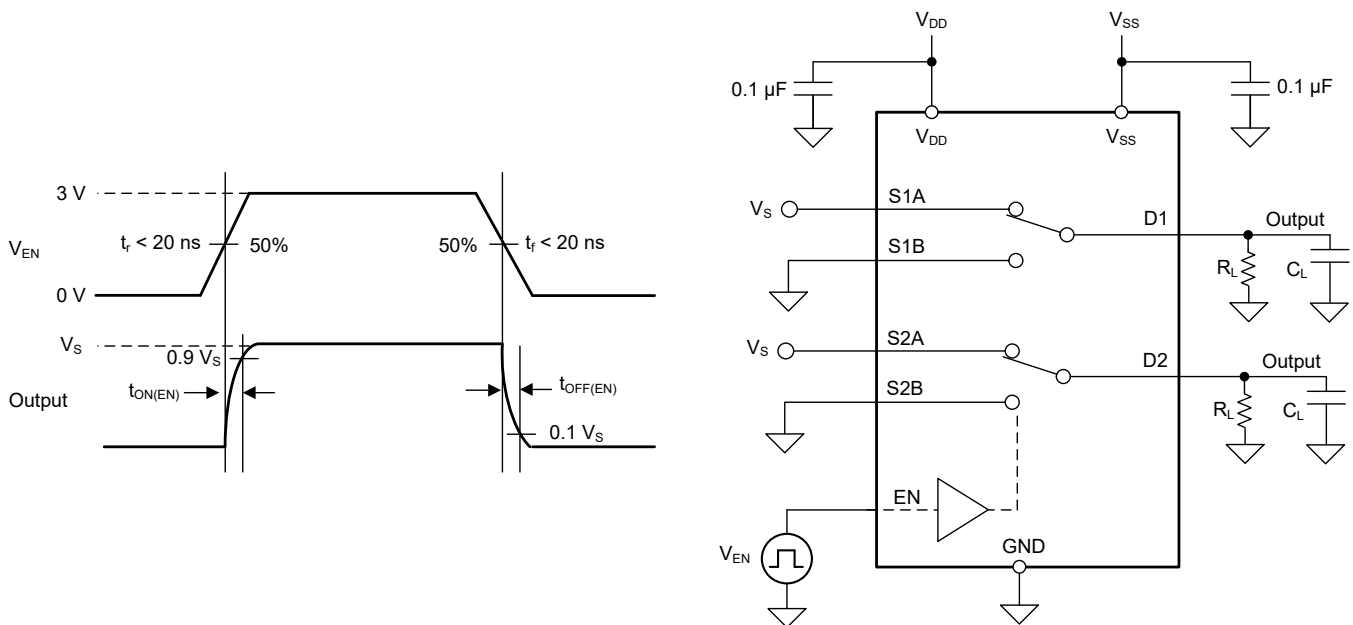 3 V
V_EN
t_r < 20 ns
50%
50%
t_f < 20 ns
0 V
V_S
0.9 V_S
t_ON(EN)
t_OFF(EN)
Output
0.1 V_S
V_DD
V_SS
0.1 µF
0.1 µF
V_DD
V_SS
V_S
S1A
D1
Output
S1B
R_L
C_L
V_S
S2A
D2
Output
S2B
R_L
C_L
EN
V_EN
GND